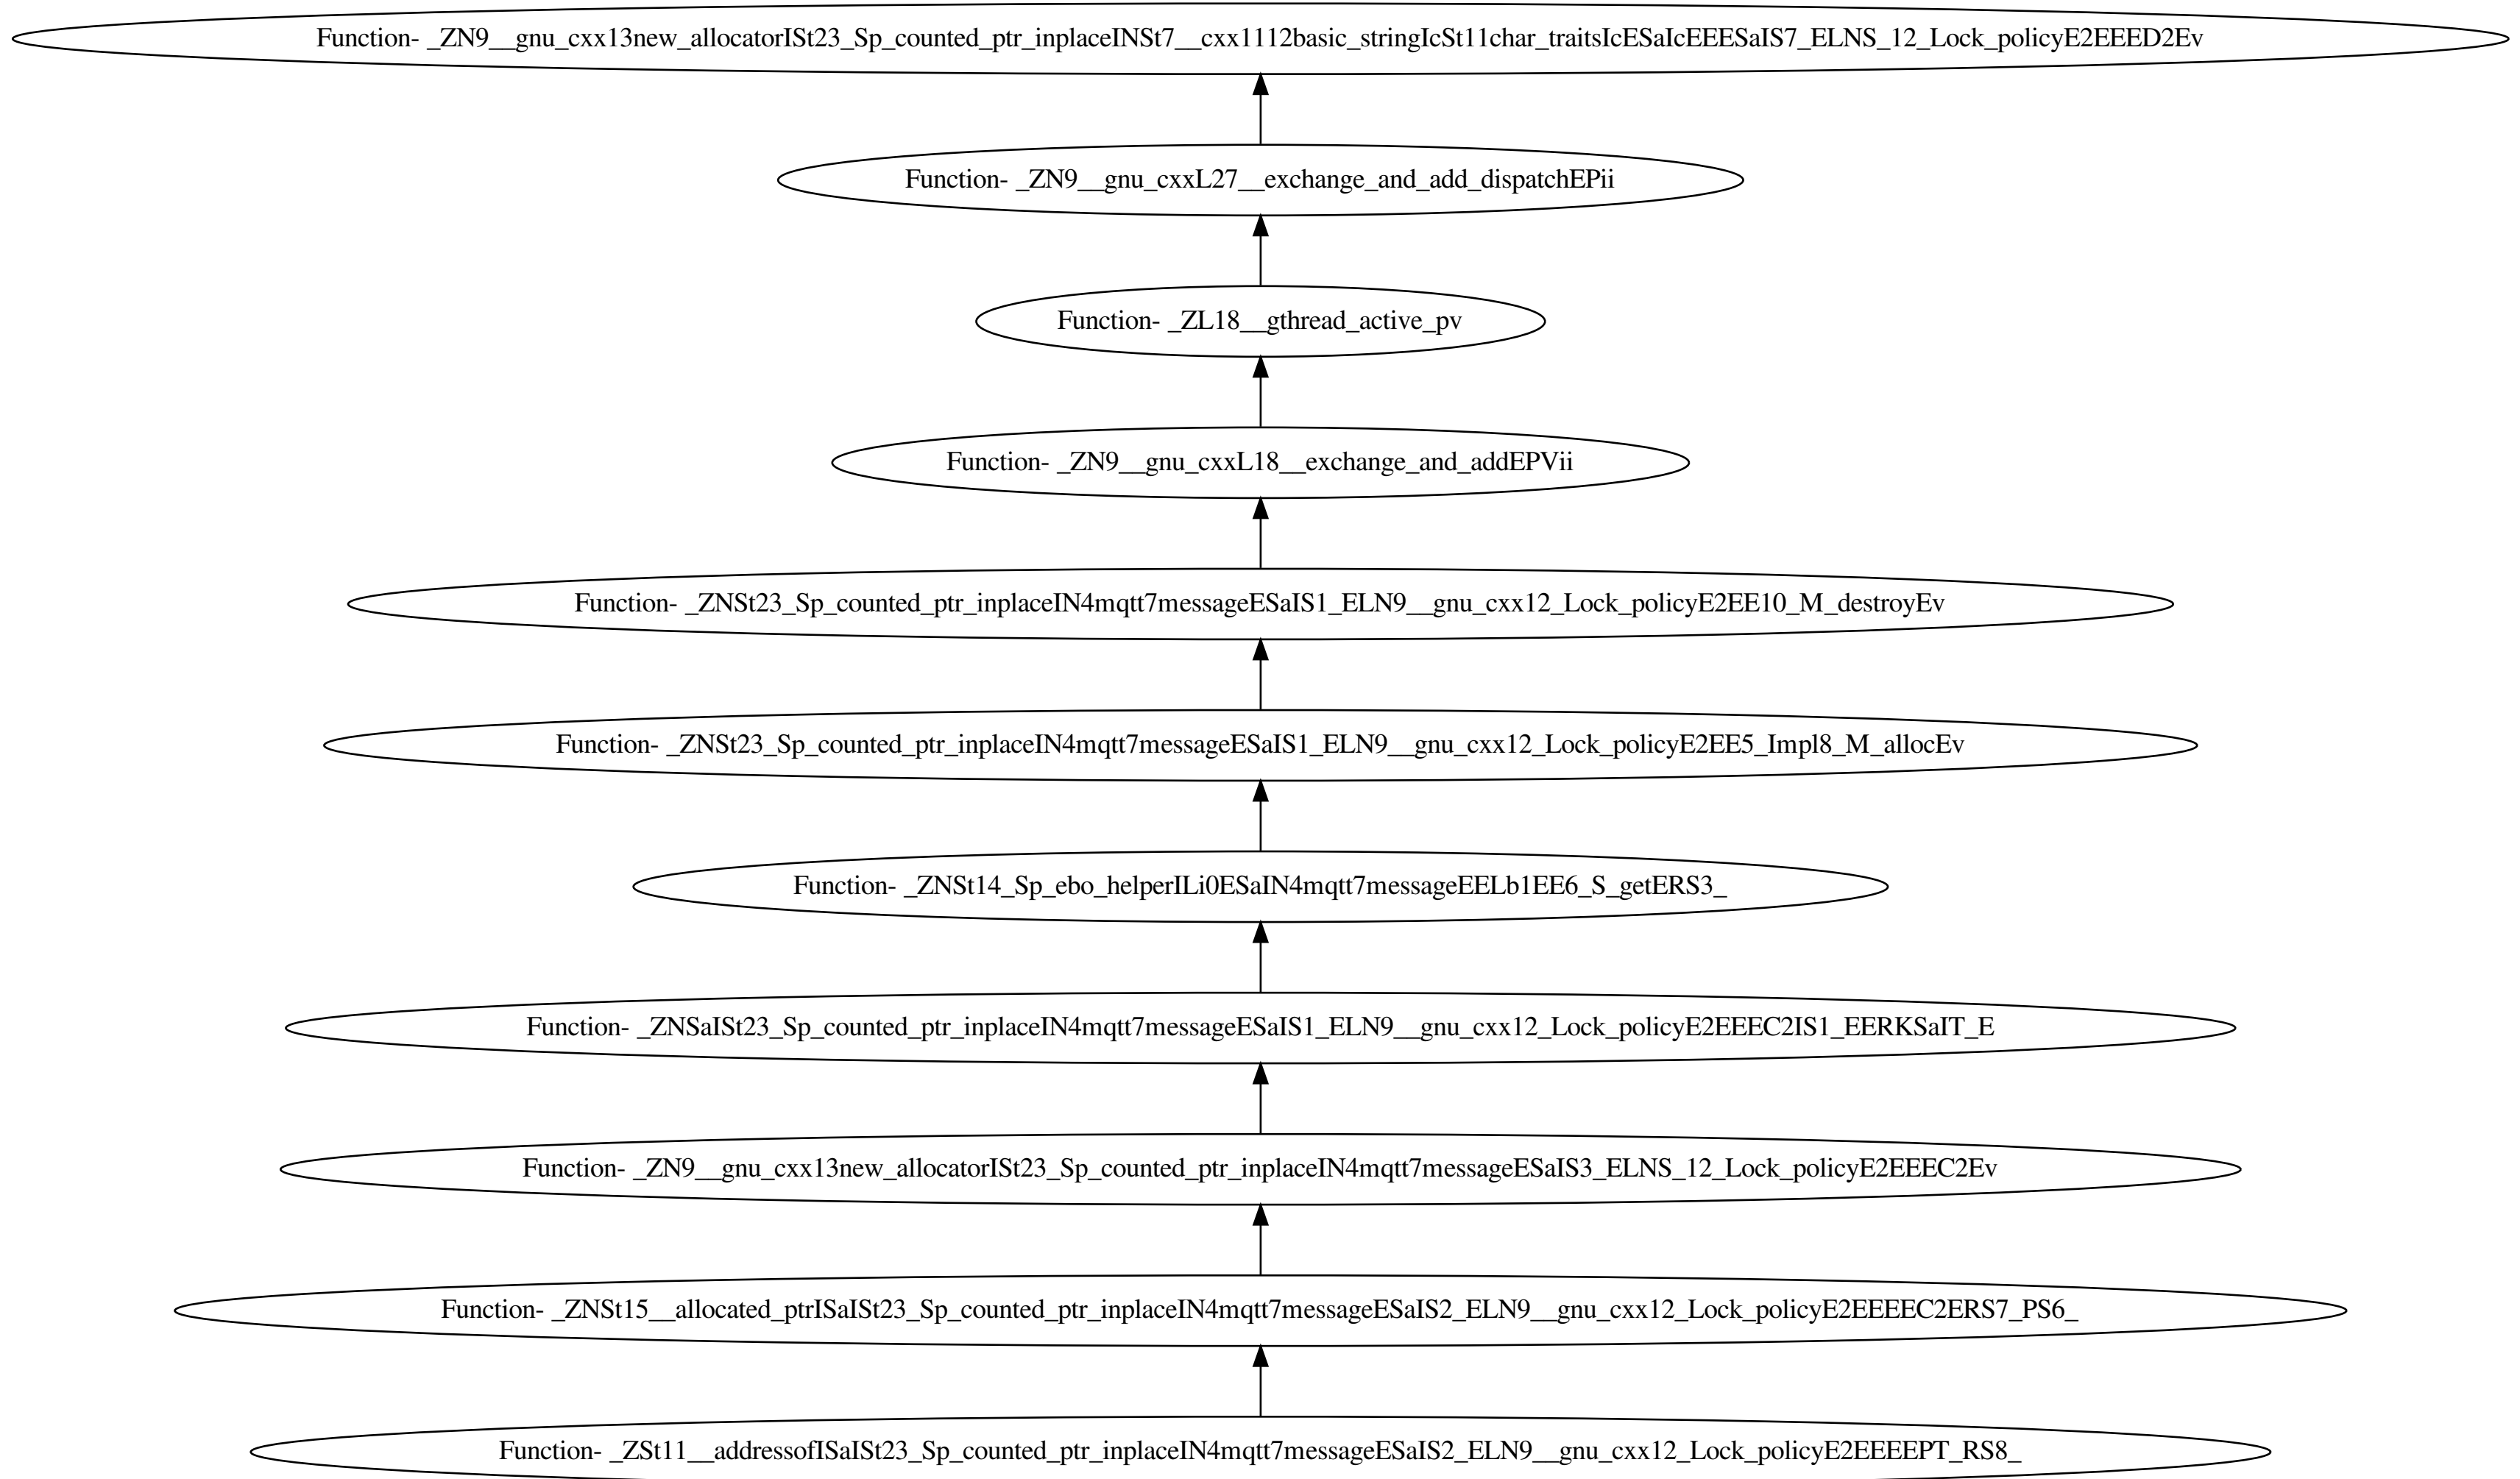 Function- _ZN9__gnu_cxx13new_allocatorISt23_Sp_counted_ptr_inplaceINSt7__cxx1112basic_stringIcSt11char_traitsIcESaIcEEESaIS7_ELNS_12_Lock_policyE2EEED2Ev
Function- _ZN9__gnu_cxxL27__exchange_and_add_dispatchEPii
Function- _ZL18__gthread_active_pv
Function- _ZN9__gnu_cxxL18__exchange_and_addEPVii
Function- _ZNSt23_Sp_counted_ptr_inplaceIN4mqtt7messageESaIS1_ELN9__gnu_cxx12_Lock_policyE2EE10_M_destroyEv
Function- _ZNSt23_Sp_counted_ptr_inplaceIN4mqtt7messageESaIS1_ELN9__gnu_cxx12_Lock_policyE2EE5_Impl8_M_allocEv
Function- _ZNSt14_Sp_ebo_helperILi0ESaIN4mqtt7messageEELb1EE6_S_getERS3_
Function- _ZNSaISt23_Sp_counted_ptr_inplaceIN4mqtt7messageESaIS1_ELN9__gnu_cxx12_Lock_policyE2EEEC2IS1_EERKSaIT_E
Function- _ZN9__gnu_cxx13new_allocatorISt23_Sp_counted_ptr_inplaceIN4mqtt7messageESaIS3_ELNS_12_Lock_policyE2EEEC2Ev
Function- _ZNSt15__allocated_ptrISaISt23_Sp_counted_ptr_inplaceIN4mqtt7messageESaIS2_ELN9__gnu_cxx12_Lock_policyE2EEEEC2ERS7_PS6_
Function- _ZSt11__addressofISaISt23_Sp_counted_ptr_inplaceIN4mqtt7messageESaIS2_ELN9__gnu_cxx12_Lock_policyE2EEEEPT_RS8_